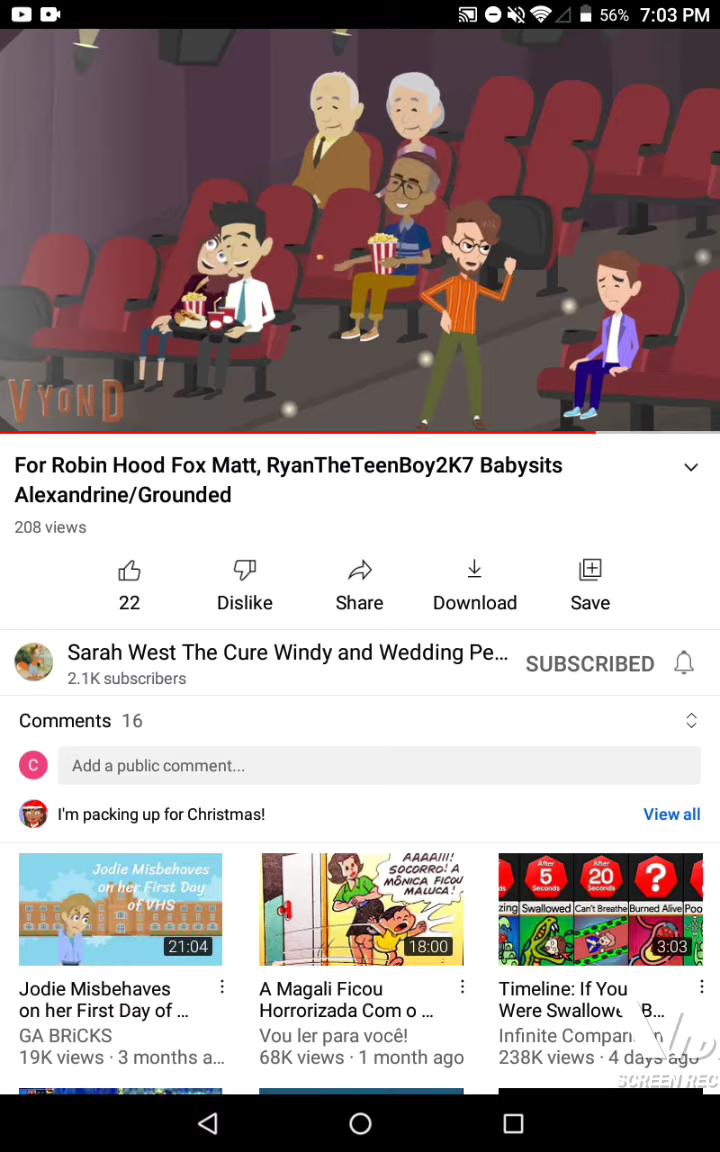 56% 7:03 PM
VYOND
For Robin Hood Fox Matt, RyanTheTeenBoy2K7 Babysits
Alexandrine/Grounded
208 views
22 Dislike Share Download Save
Sarah West The Cure Windy and Wedding Pe...
SUBSCRIBED
2.1K subscribers
Comments 16
C
Add a public comment...
I'm packing up for Christmas!
View all
Jodie Misbehaves
on her First Day
of VHS
21:04
AAAAII!
SOCORRO! A
MÔNICA FICOU
MALUCA!
18:00
After
5
Seconds
After
20
Seconds
?
zing Swallowed Can't Breathe Burned Alive Poo
3:03
Jodie Misbehaves
on her First Day of ...
GA BRiCKS
19K views · 3 months a...
A Magali Ficou
Horrorizada Com o ...
Vou ler para você!
68K views · 1 month ago
Timeline: If You
Were Swallowe B...
Infinite Compari
238K views · 4 days ago
SCREEN REC